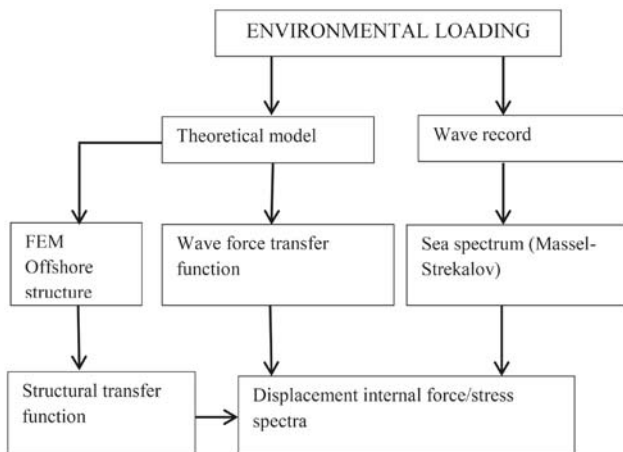 ENVIRONMENTAL LOADING
Theoretical model
Wave record
FEM
Offshore
structure
Wave force transfer
function
Sea spectrum (Massel-
Strekalov)
Structural transfer
function
Displacement internal force/stress
spectra